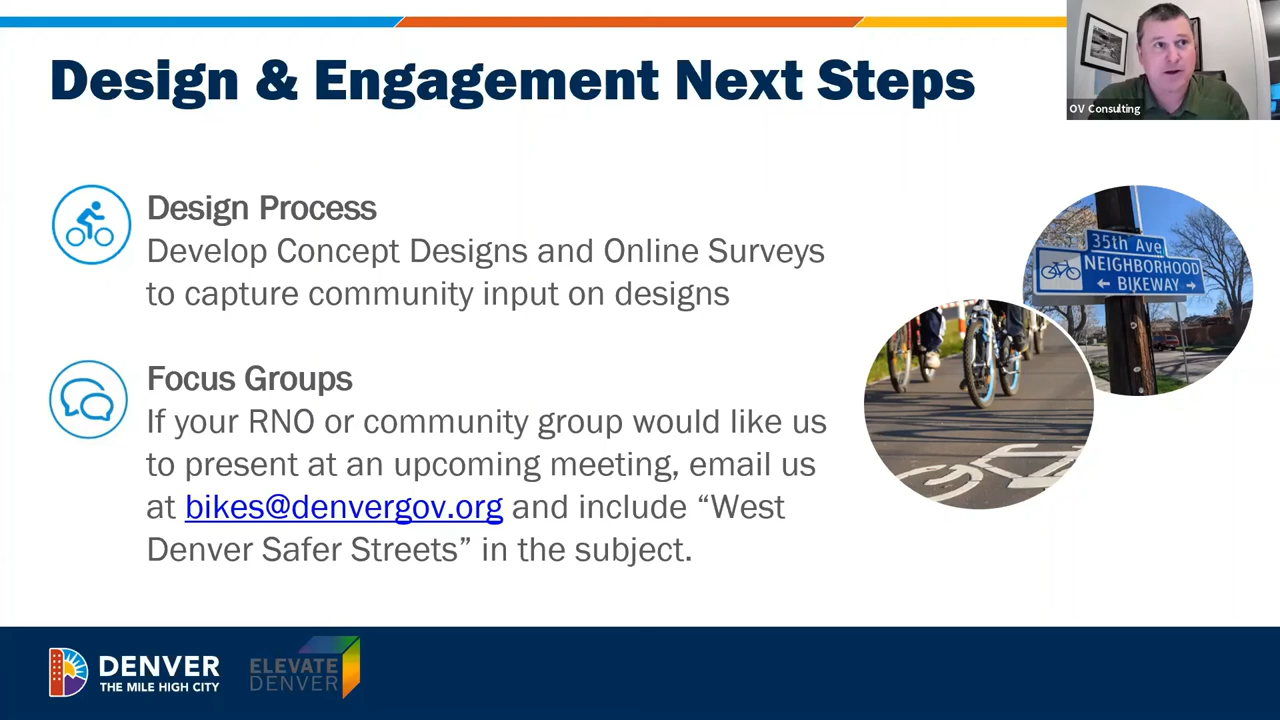 Design & Engagement Next Steps
OV Consulting
Design Process
Develop Concept Designs and Online Surveys
to capture community input on designs
35th Ave
NEIGHBORHOOD
← BIKEWAY →
Focus Groups
If your RNO or community group would like us
to present at an upcoming meeting, email us
at bikes@denvergov.org and include “West
Denver Safer Streets” in the subject.
DENVER
THE MILE HIGH CITY
ELEVATE
DENVER